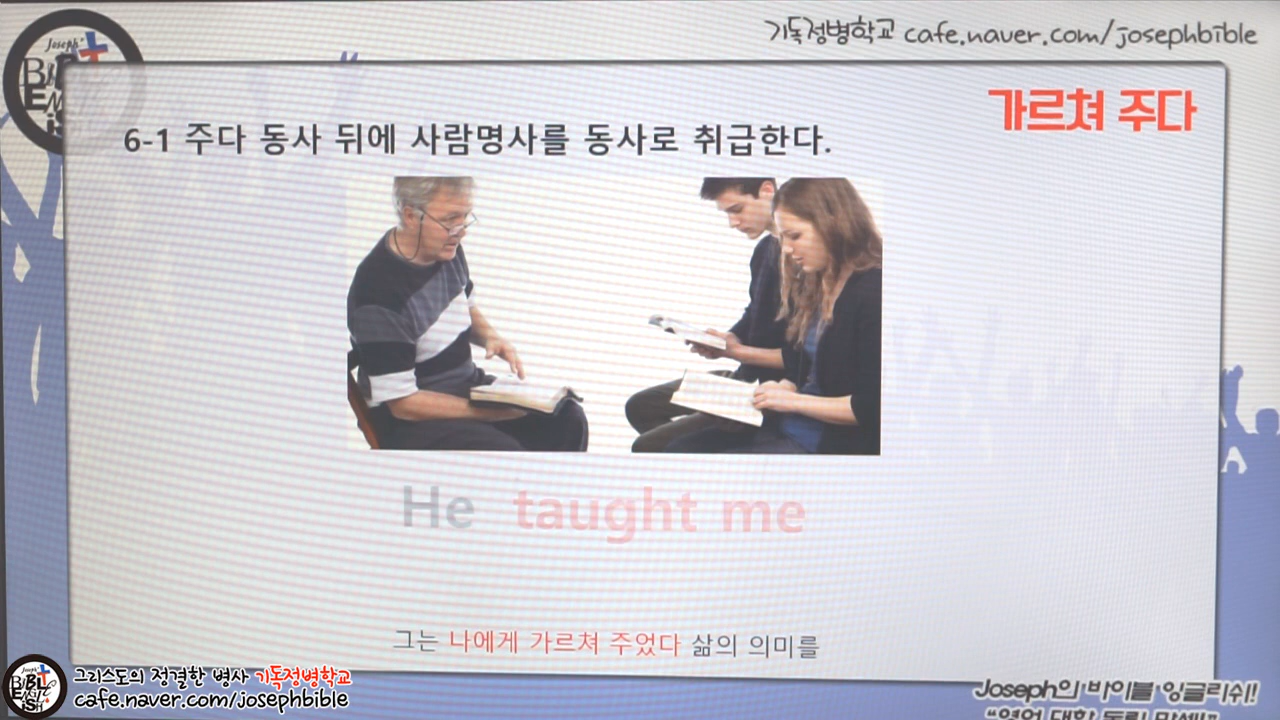 기독정병학교 cafe.naver.com/josephbible
Joseph's
가르쳐 주다
6-1 주다 동사 뒤에 사람명사를 동사로 취급한다.
He taught me
그는 나에게 가르쳐 주었다 삶의 의미를
그리스도의 정결한 병사 기독정병학교
cafe.naver.com/josephbible
Joseph의 바이블 잉글리쉬!